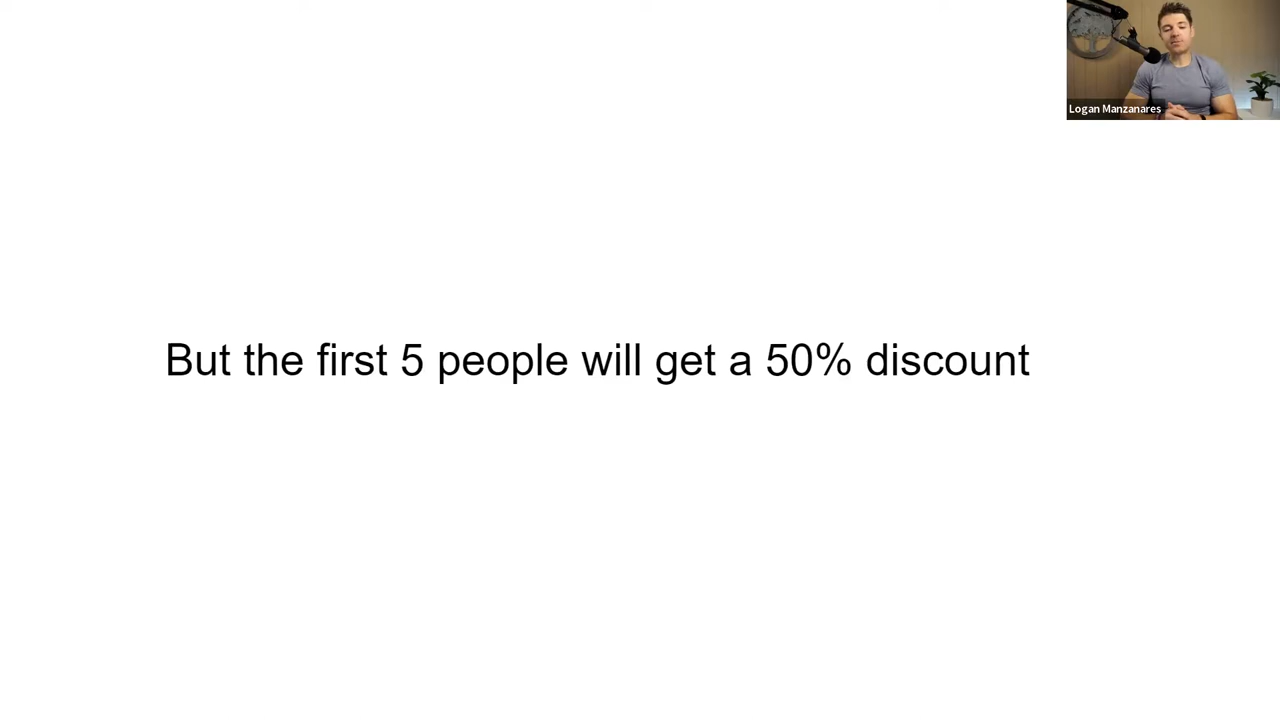 Logan Manzanares
But the first 5 people will get a 50% discount